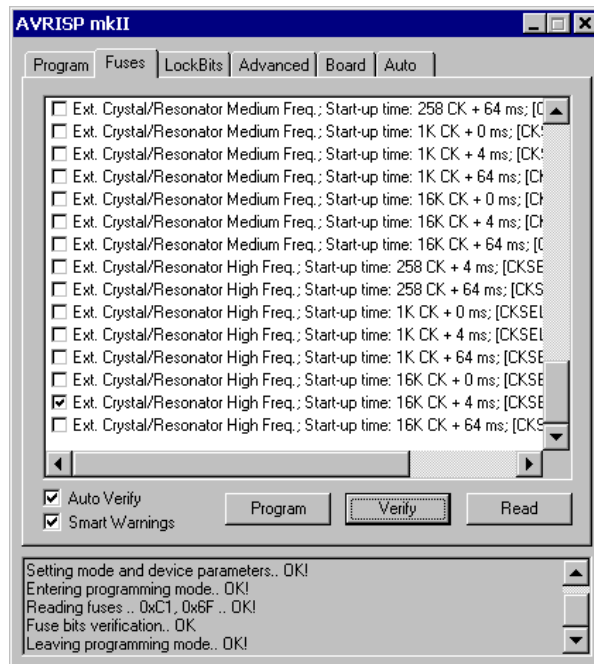 AVRISP mkII
Program Fuses LockBits Advanced Board Auto
Ext. Crystal/Resonator Medium Freq.; Start-up time: 258 CK + 64 ms; [C
Ext. Crystal/Resonator Medium Freq.; Start-up time: 1K CK + 0 ms; [CK
Ext. Crystal/Resonator Medium Freq.; Start-up time: 1K CK + 4 ms; [CK
Ext. Crystal/Resonator Medium Freq.; Start-up time: 1K CK + 64 ms; [CK
Ext. Crystal/Resonator Medium Freq.; Start-up time: 16K CK + 0 ms; [CK
Ext. Crystal/Resonator Medium Freq.; Start-up time: 16K CK + 4 ms; [CK
Ext. Crystal/Resonator Medium Freq.; Start-up time: 16K CK + 64 ms; [C
Ext. Crystal/Resonator High Freq.; Start-up time: 258 CK + 4 ms; [CKSE
Ext. Crystal/Resonator High Freq.; Start-up time: 258 CK + 64 ms; [CKS
Ext. Crystal/Resonator High Freq.; Start-up time: 1K CK + 0 ms; [CKSEL
Ext. Crystal/Resonator High Freq.; Start-up time: 1K CK + 4 ms; [CKSEL
Ext. Crystal/Resonator High Freq.; Start-up time: 1K CK + 64 ms; [CKSE
Ext. Crystal/Resonator High Freq.; Start-up time: 16K CK + 0 ms; [CKSE
Ext. Crystal/Resonator High Freq.; Start-up time: 16K CK + 4 ms; [CKSE
Ext. Crystal/Resonator High Freq.; Start-up time: 16K CK + 64 ms; [CKS
Auto Verify
Smart Warnings
Program Verify Read
Setting mode and device parameters.. OK!
Entering programming mode.. OK!
Reading fuses .. 0xC1, 0x6F .. OK!
Fuse bits verification.. OK
Leaving programming mode.. OK!